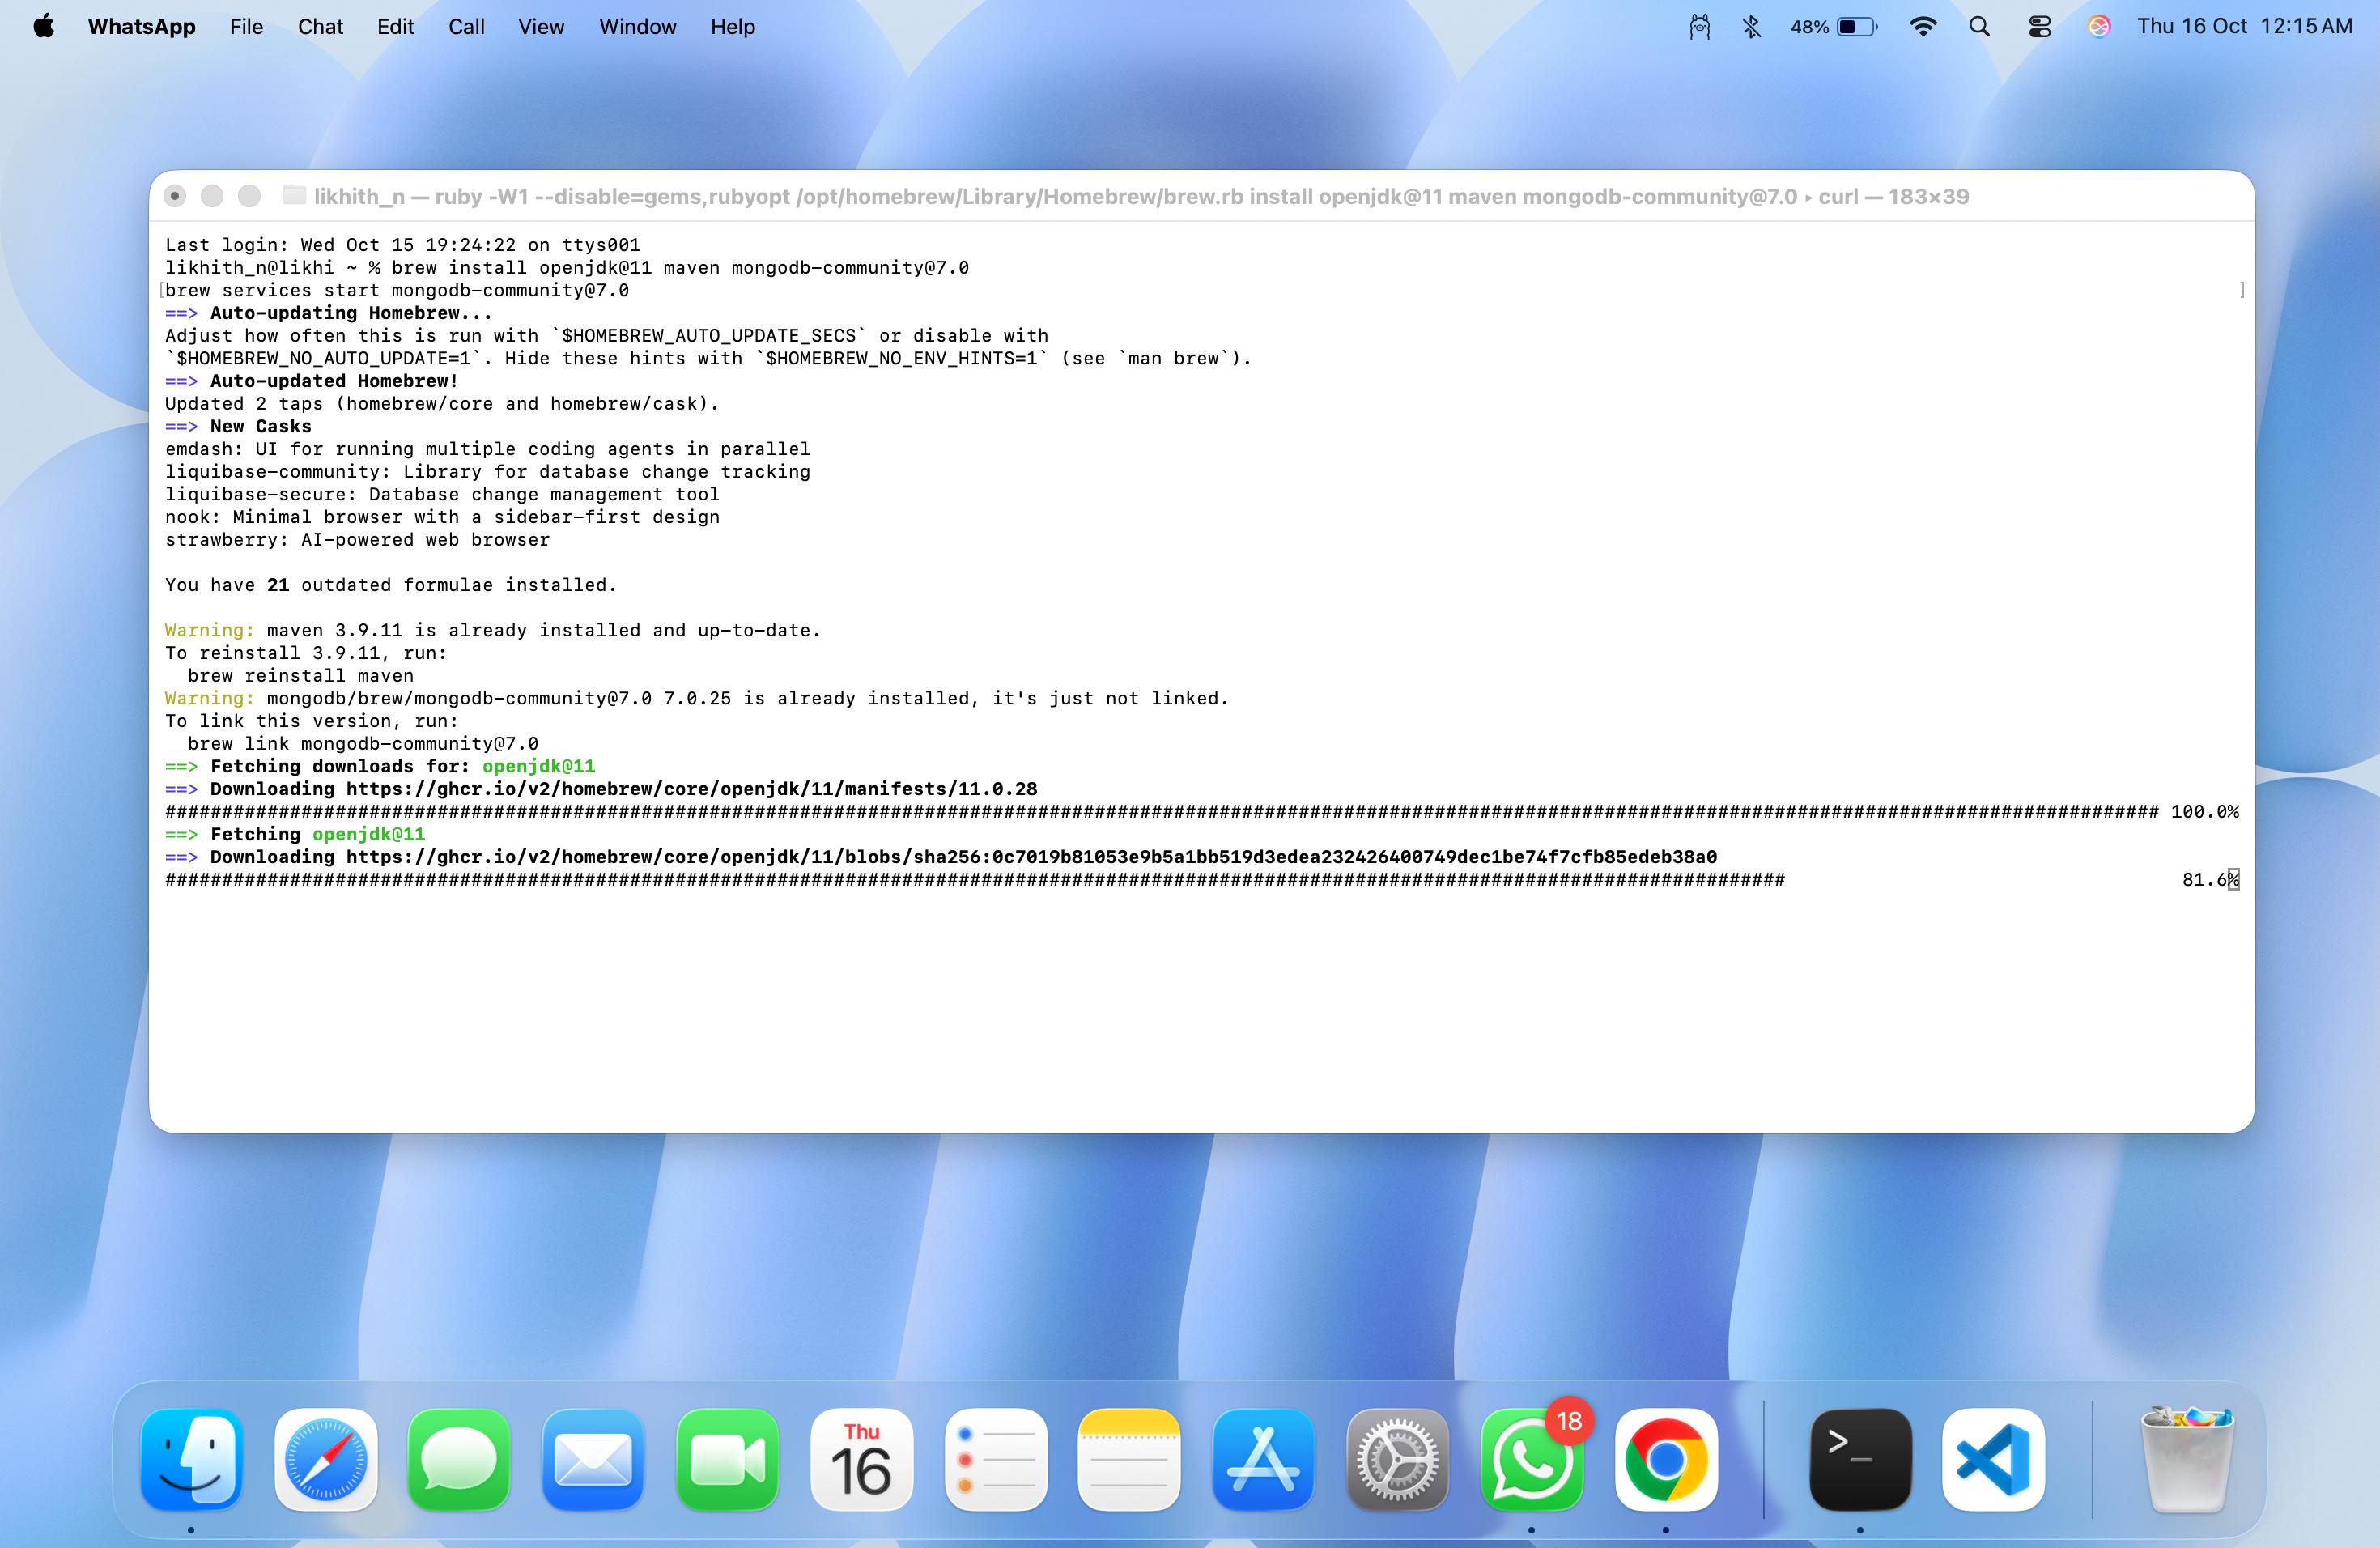 WhatsApp File Chat Edit Call View Window Help 48% Thu 16 Oct 12:15 AM
likhith_n — ruby -W1 --disable=gems,rubyopt /opt/homebrew/Library/Homebrew/brew.rb install openjdk@11 maven mongodb-community@7.0 ▸ curl — 183×39
Last login: Wed Oct 15 19:24:22 on ttys001
likhith_n@likhi ~ % brew install openjdk@11 maven mongodb-community@7.0
[brew services start mongodb-community@7.0 ]
==> Auto-updating Homebrew...
Adjust how often this is run with `$HOMEBREW_AUTO_UPDATE_SECS` or disable with
`$HOMEBREW_NO_AUTO_UPDATE=1`. Hide these hints with `$HOMEBREW_NO_ENV_HINTS=1` (see `man brew`).
==> Auto-updated Homebrew!
Updated 2 taps (homebrew/core and homebrew/cask).
==> New Casks
emdash: UI for running multiple coding agents in parallel
liquibase-community: Library for database change tracking
liquibase-secure: Database change management tool
nook: Minimal browser with a sidebar-first design
strawberry: AI-powered web browser
You have 21 outdated formulae installed.
Warning: maven 3.9.11 is already installed and up-to-date.
To reinstall 3.9.11, run:
  brew reinstall maven
Warning: mongodb/brew/mongodb-community@7.0 7.0.25 is already installed, it's just not linked.
To link this version, run:
  brew link mongodb-community@7.0
==> Fetching downloads for: openjdk@11
==> Downloading https://ghcr.io/v2/homebrew/core/openjdk/11/manifests/11.0.28
################################################################################################################################################################################ 100.0%
==> Fetching openjdk@11
==> Downloading https://ghcr.io/v2/homebrew/core/openjdk/11/blobs/sha256:0c7019b81053e9b5a1bb519d3edea232426400749dec1be74f7cfb85edeb38a0
############################################################################################################################################### 81.6%
Thu
16
18
>_